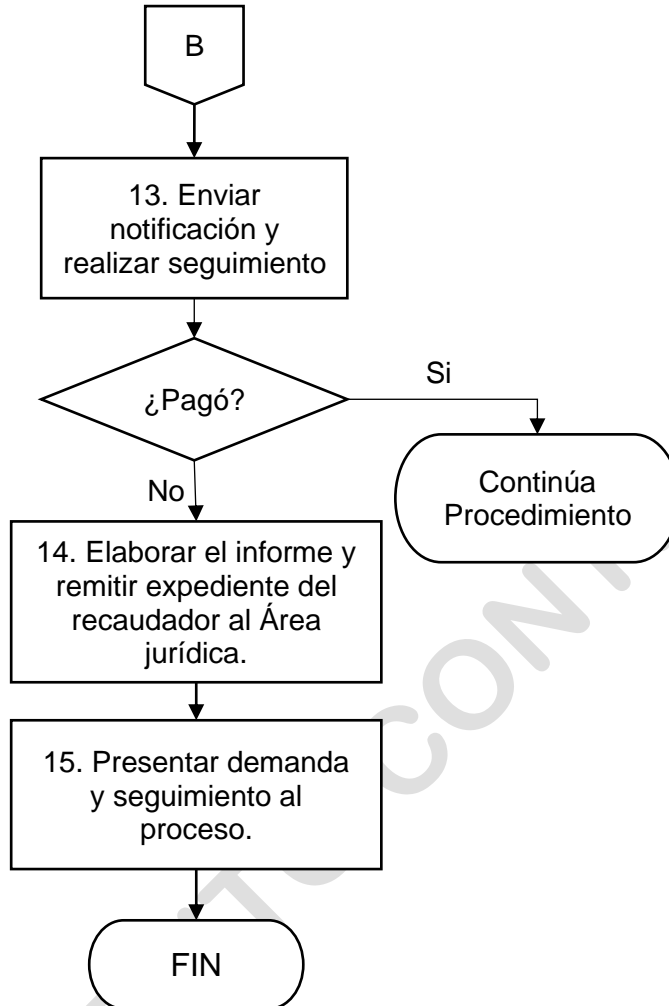 B
13. Enviar
notificación y
realizar seguimiento
¿Pagó?
Si
Continúa
Procedimiento
No
14. Elaborar el informe y
remitir expediente del
recaudador al Área
jurídica.
15. Presentar demanda
y seguimiento al
proceso.
FIN